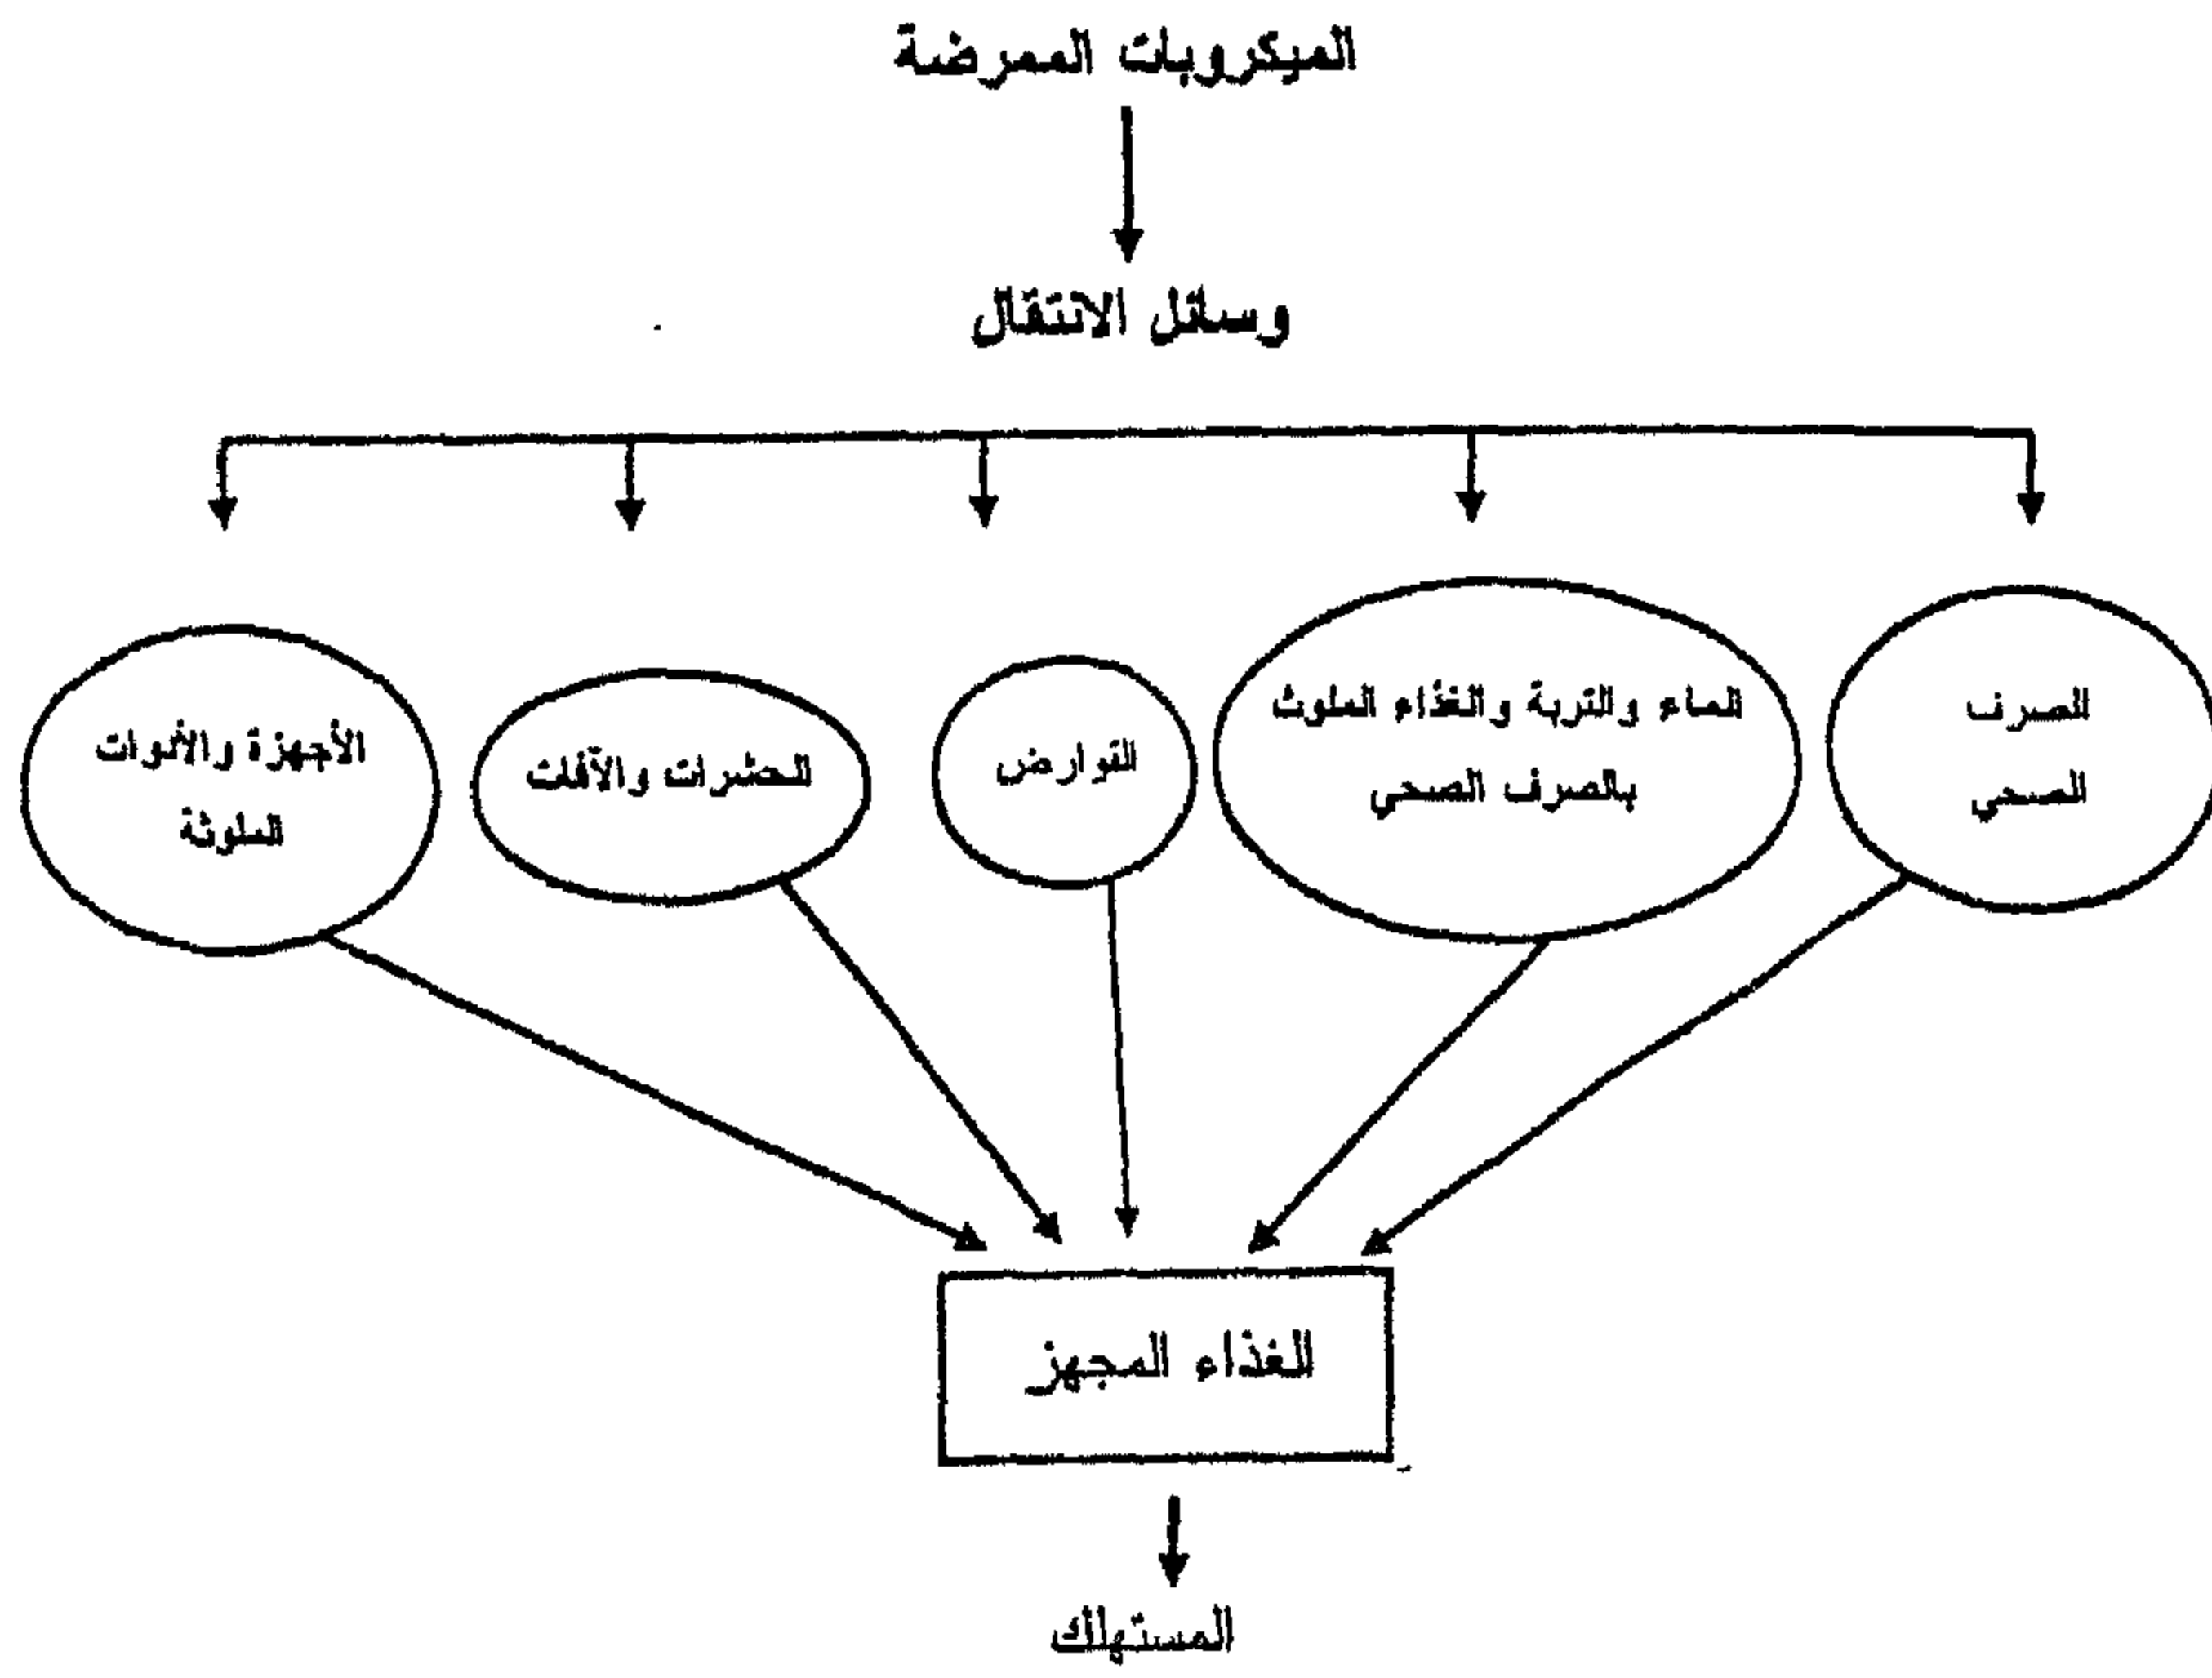 الميكروبات الممرضة
وسائل الانتقال
الصرف
الصحي
الماء والتربة والغذاء الملوث
بالصرف الصحي
القوارض
الحشرات والآفات
الأجهزة والأدوات
الملوثة
الغذاء المجهز
المستهلك